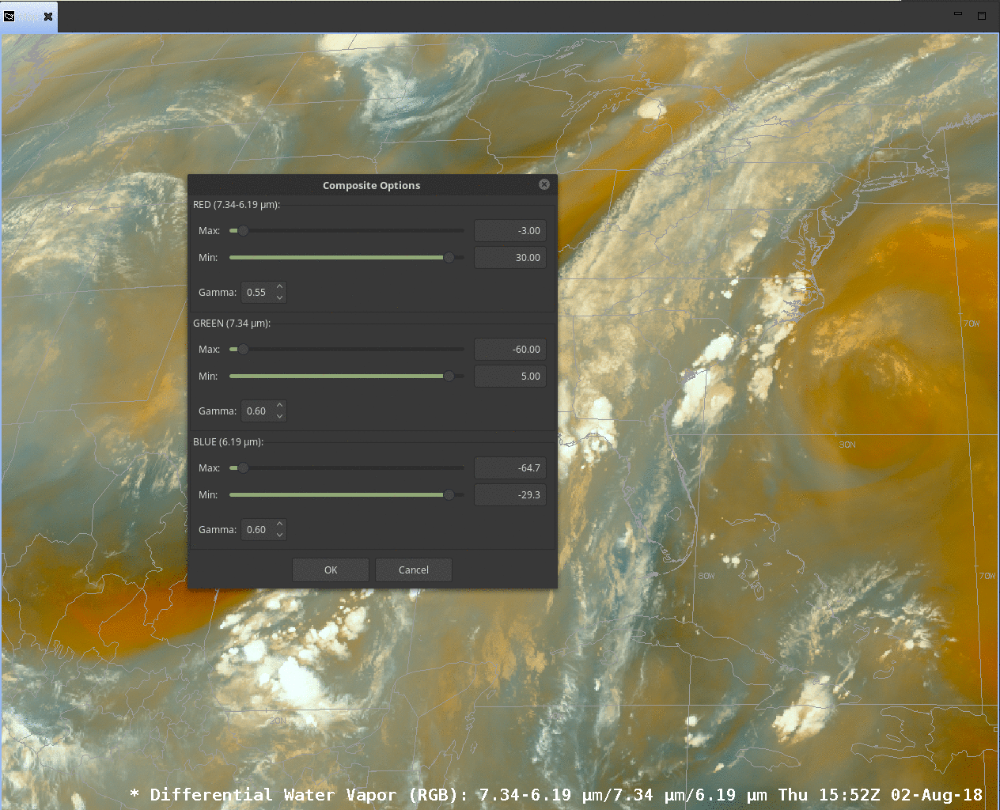 Composite Options
RED (7.34-6.19 µm):
Max: -3.00
Min: 30.00
Gamma: 0.55
GREEN (7.34 µm):
Max: -60.00
Min: 5.00
Gamma: 0.60
BLUE (6.19 µm):
Max: -64.7
Min: -29.3
Gamma: 0.60
OK Cancel
70W
30N
80W 70W
20N
* Differential Water Vapor (RGB): 7.34-6.19 µm/7.34 µm/6.19 µm Thu 15:52Z 02-Aug-18